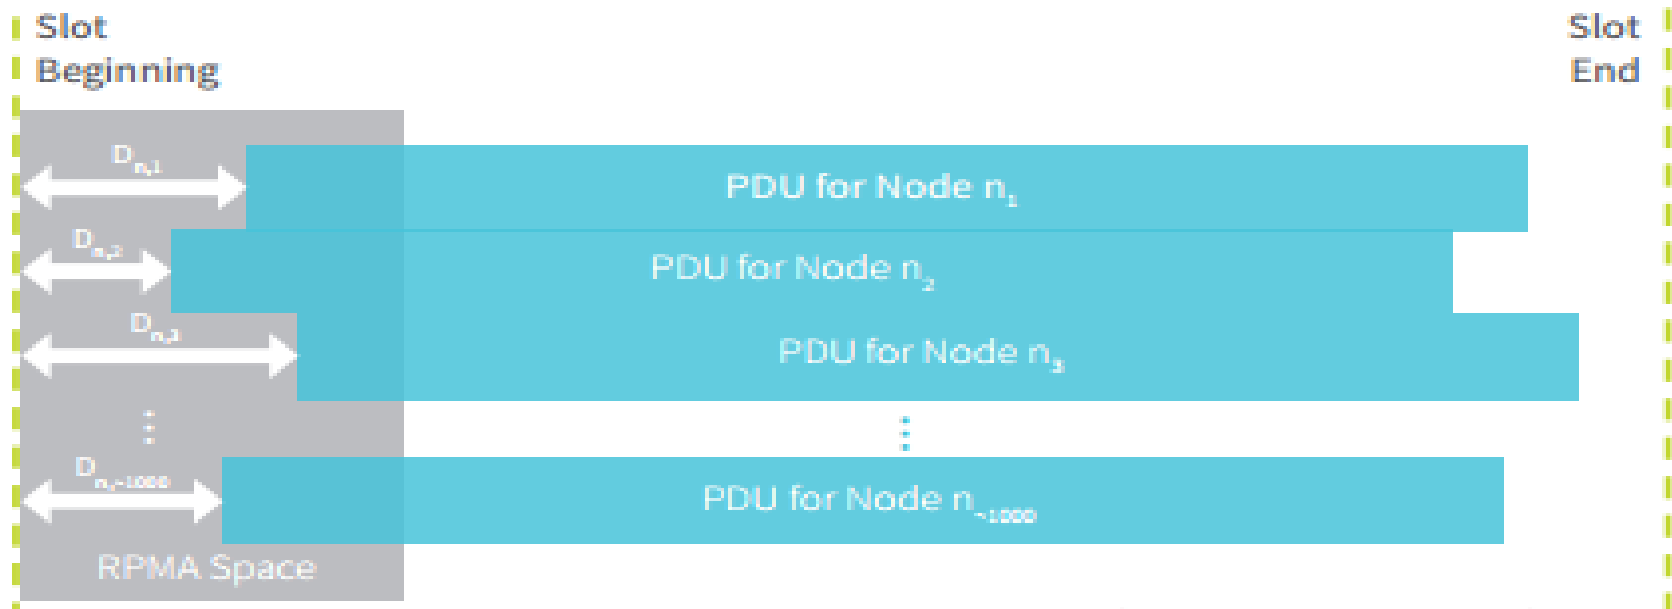 Slot
Beginning
Slot
End
Dn,1
PDU for Node n1
Dn,2
PDU for Node n2
Dn,3
PDU for Node n3
⋮
⋮
Dn,~1000
PDU for Node n~1000
RPMA Space